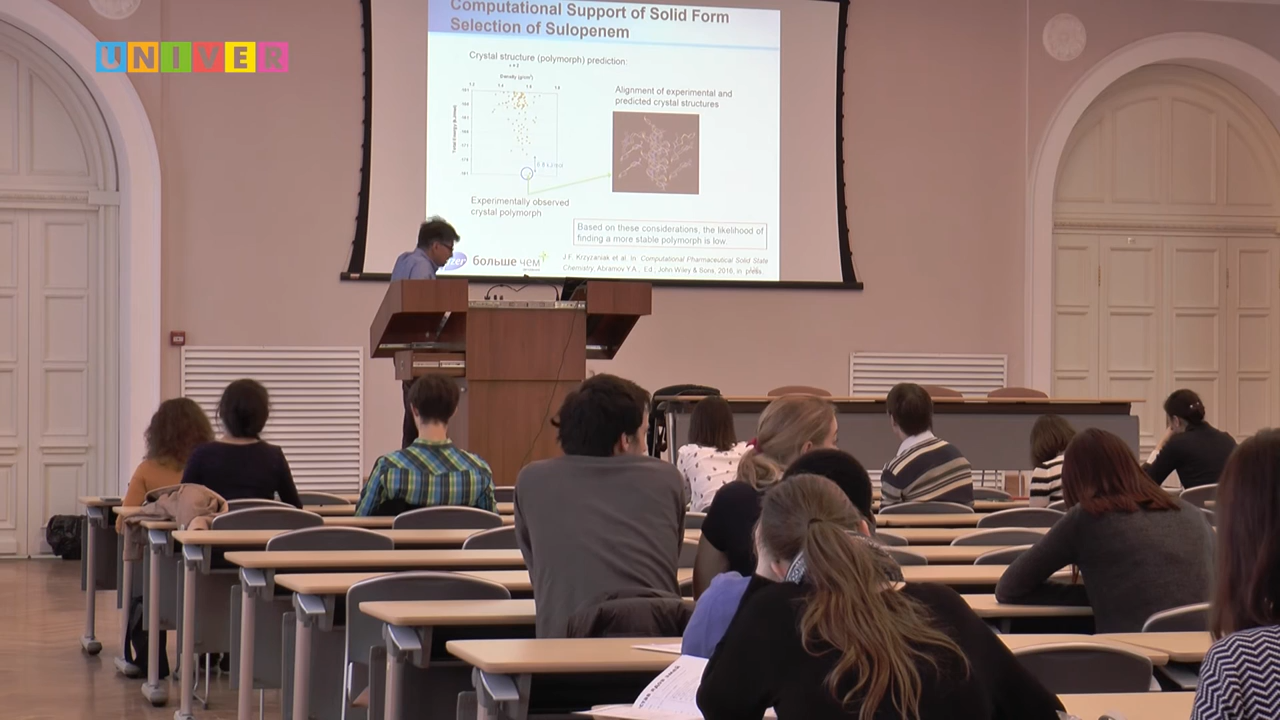 UNIVER
Computational Support of Solid Form
Selection of Sulopenem
Crystal structure (polymorph) prediction:
Density (g/cm³)
Alignment of experimental and
predicted crystal structures
Experimentally observed
crystal polymorph
Based on these considerations, the likelihood of
finding a more stable polymorph is low.
больше чем
J.F. Krzyzaniak et al. In Computational Pharmaceutical Solid State
Chemistry, Abramov Y.A., Ed.; John Wiley & Sons, 2016, in press.